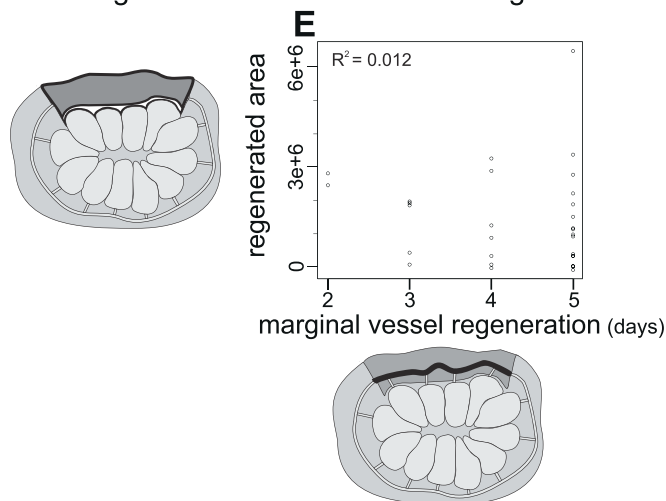 E
R² = 0.012
regenerated area
6e+6
3e+6
0
2 3 4 5
marginal vessel regeneration (days)